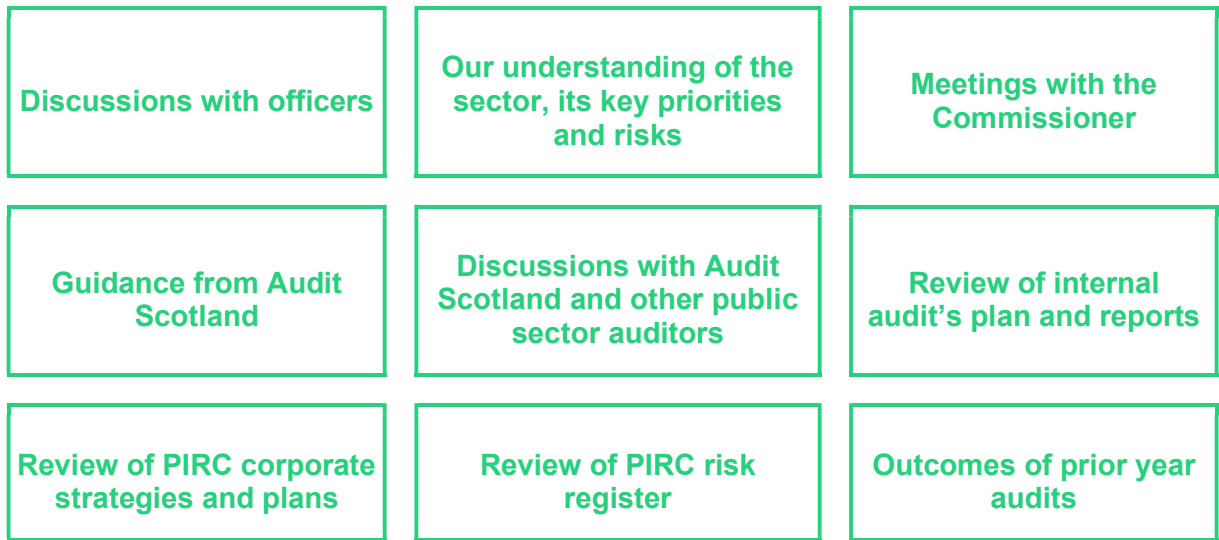 Discussions with officers
Our understanding of the
sector, its key priorities
and risks
Meetings with the
Commissioner
Guidance from Audit
Scotland
Discussions with Audit
Scotland and other public
sector auditors
Review of internal
audit’s plan and reports
Review of PIRC corporate
strategies and plans
Review of PIRC risk
register
Outcomes of prior year
audits